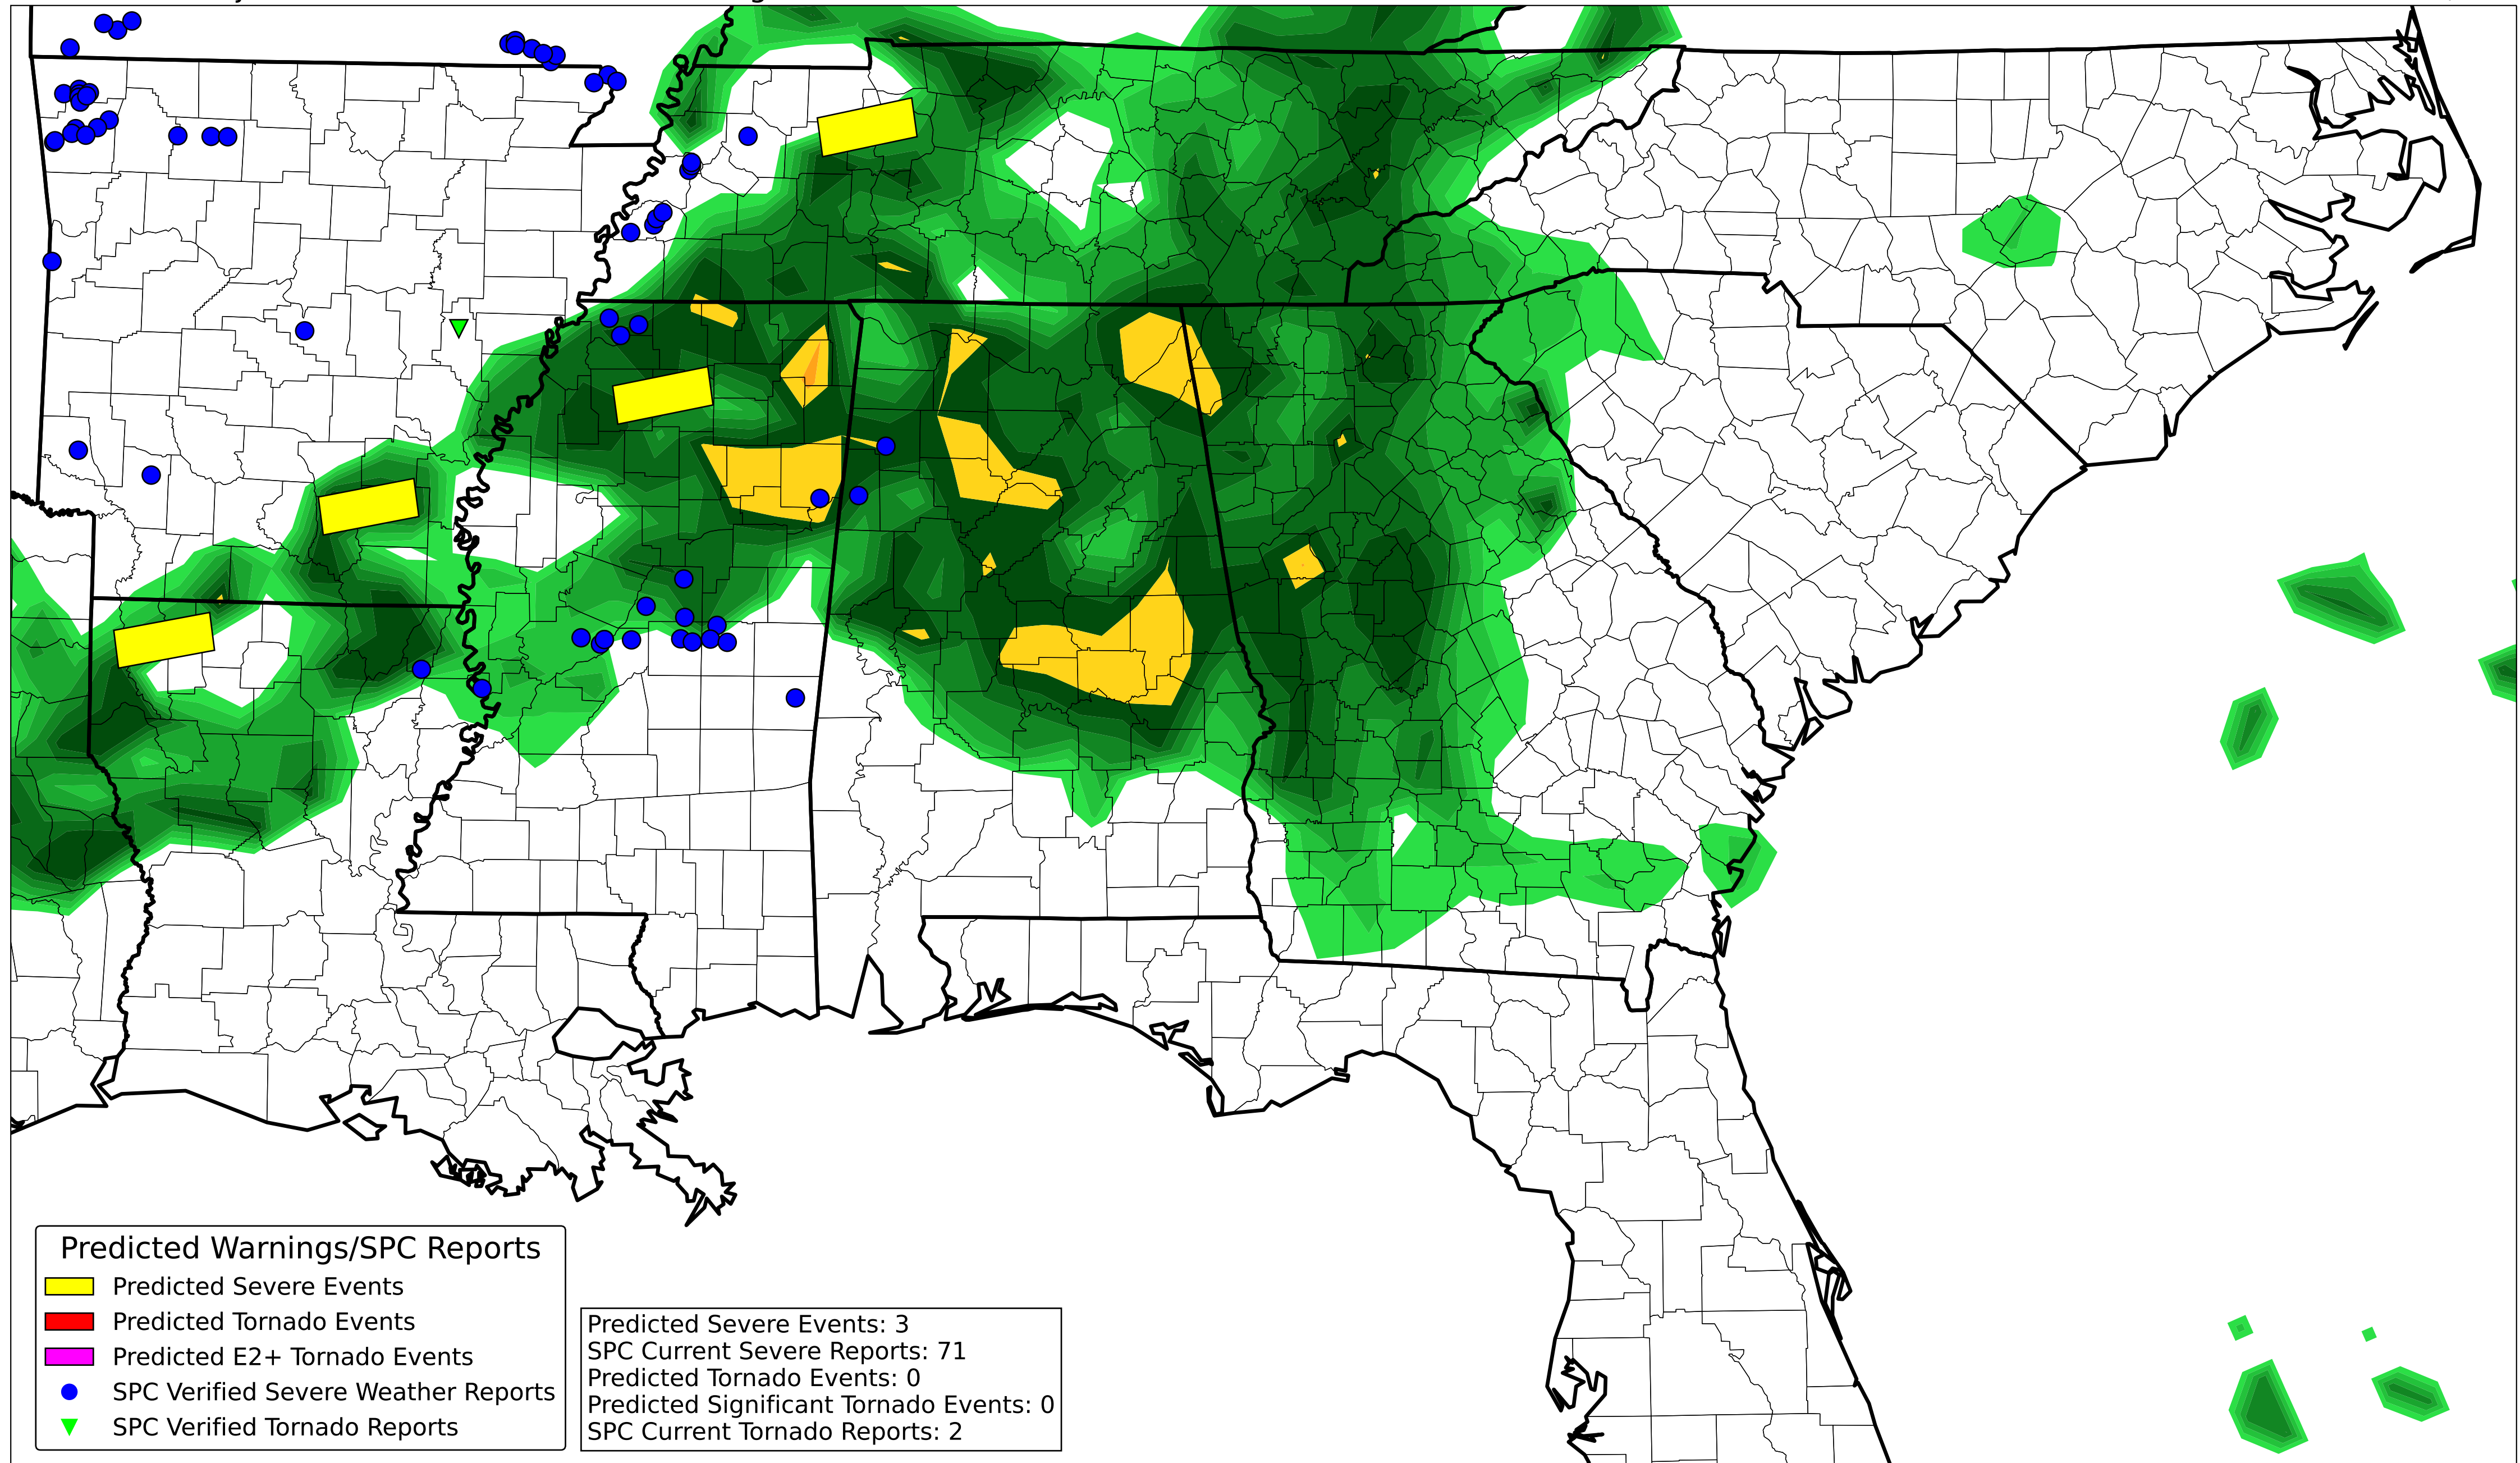 Predicted Warnings/SPC Reports
Predicted Severe Events
Predicted Tornado Events
Predicted E2+ Tornado Events
SPC Verified Severe Weather Reports
SPC Verified Tornado Reports
Predicted Severe Events: 3
SPC Current Severe Reports: 71
Predicted Tornado Events: 0
Predicted Significant Tornado Events: 0
SPC Current Tornado Reports: 2